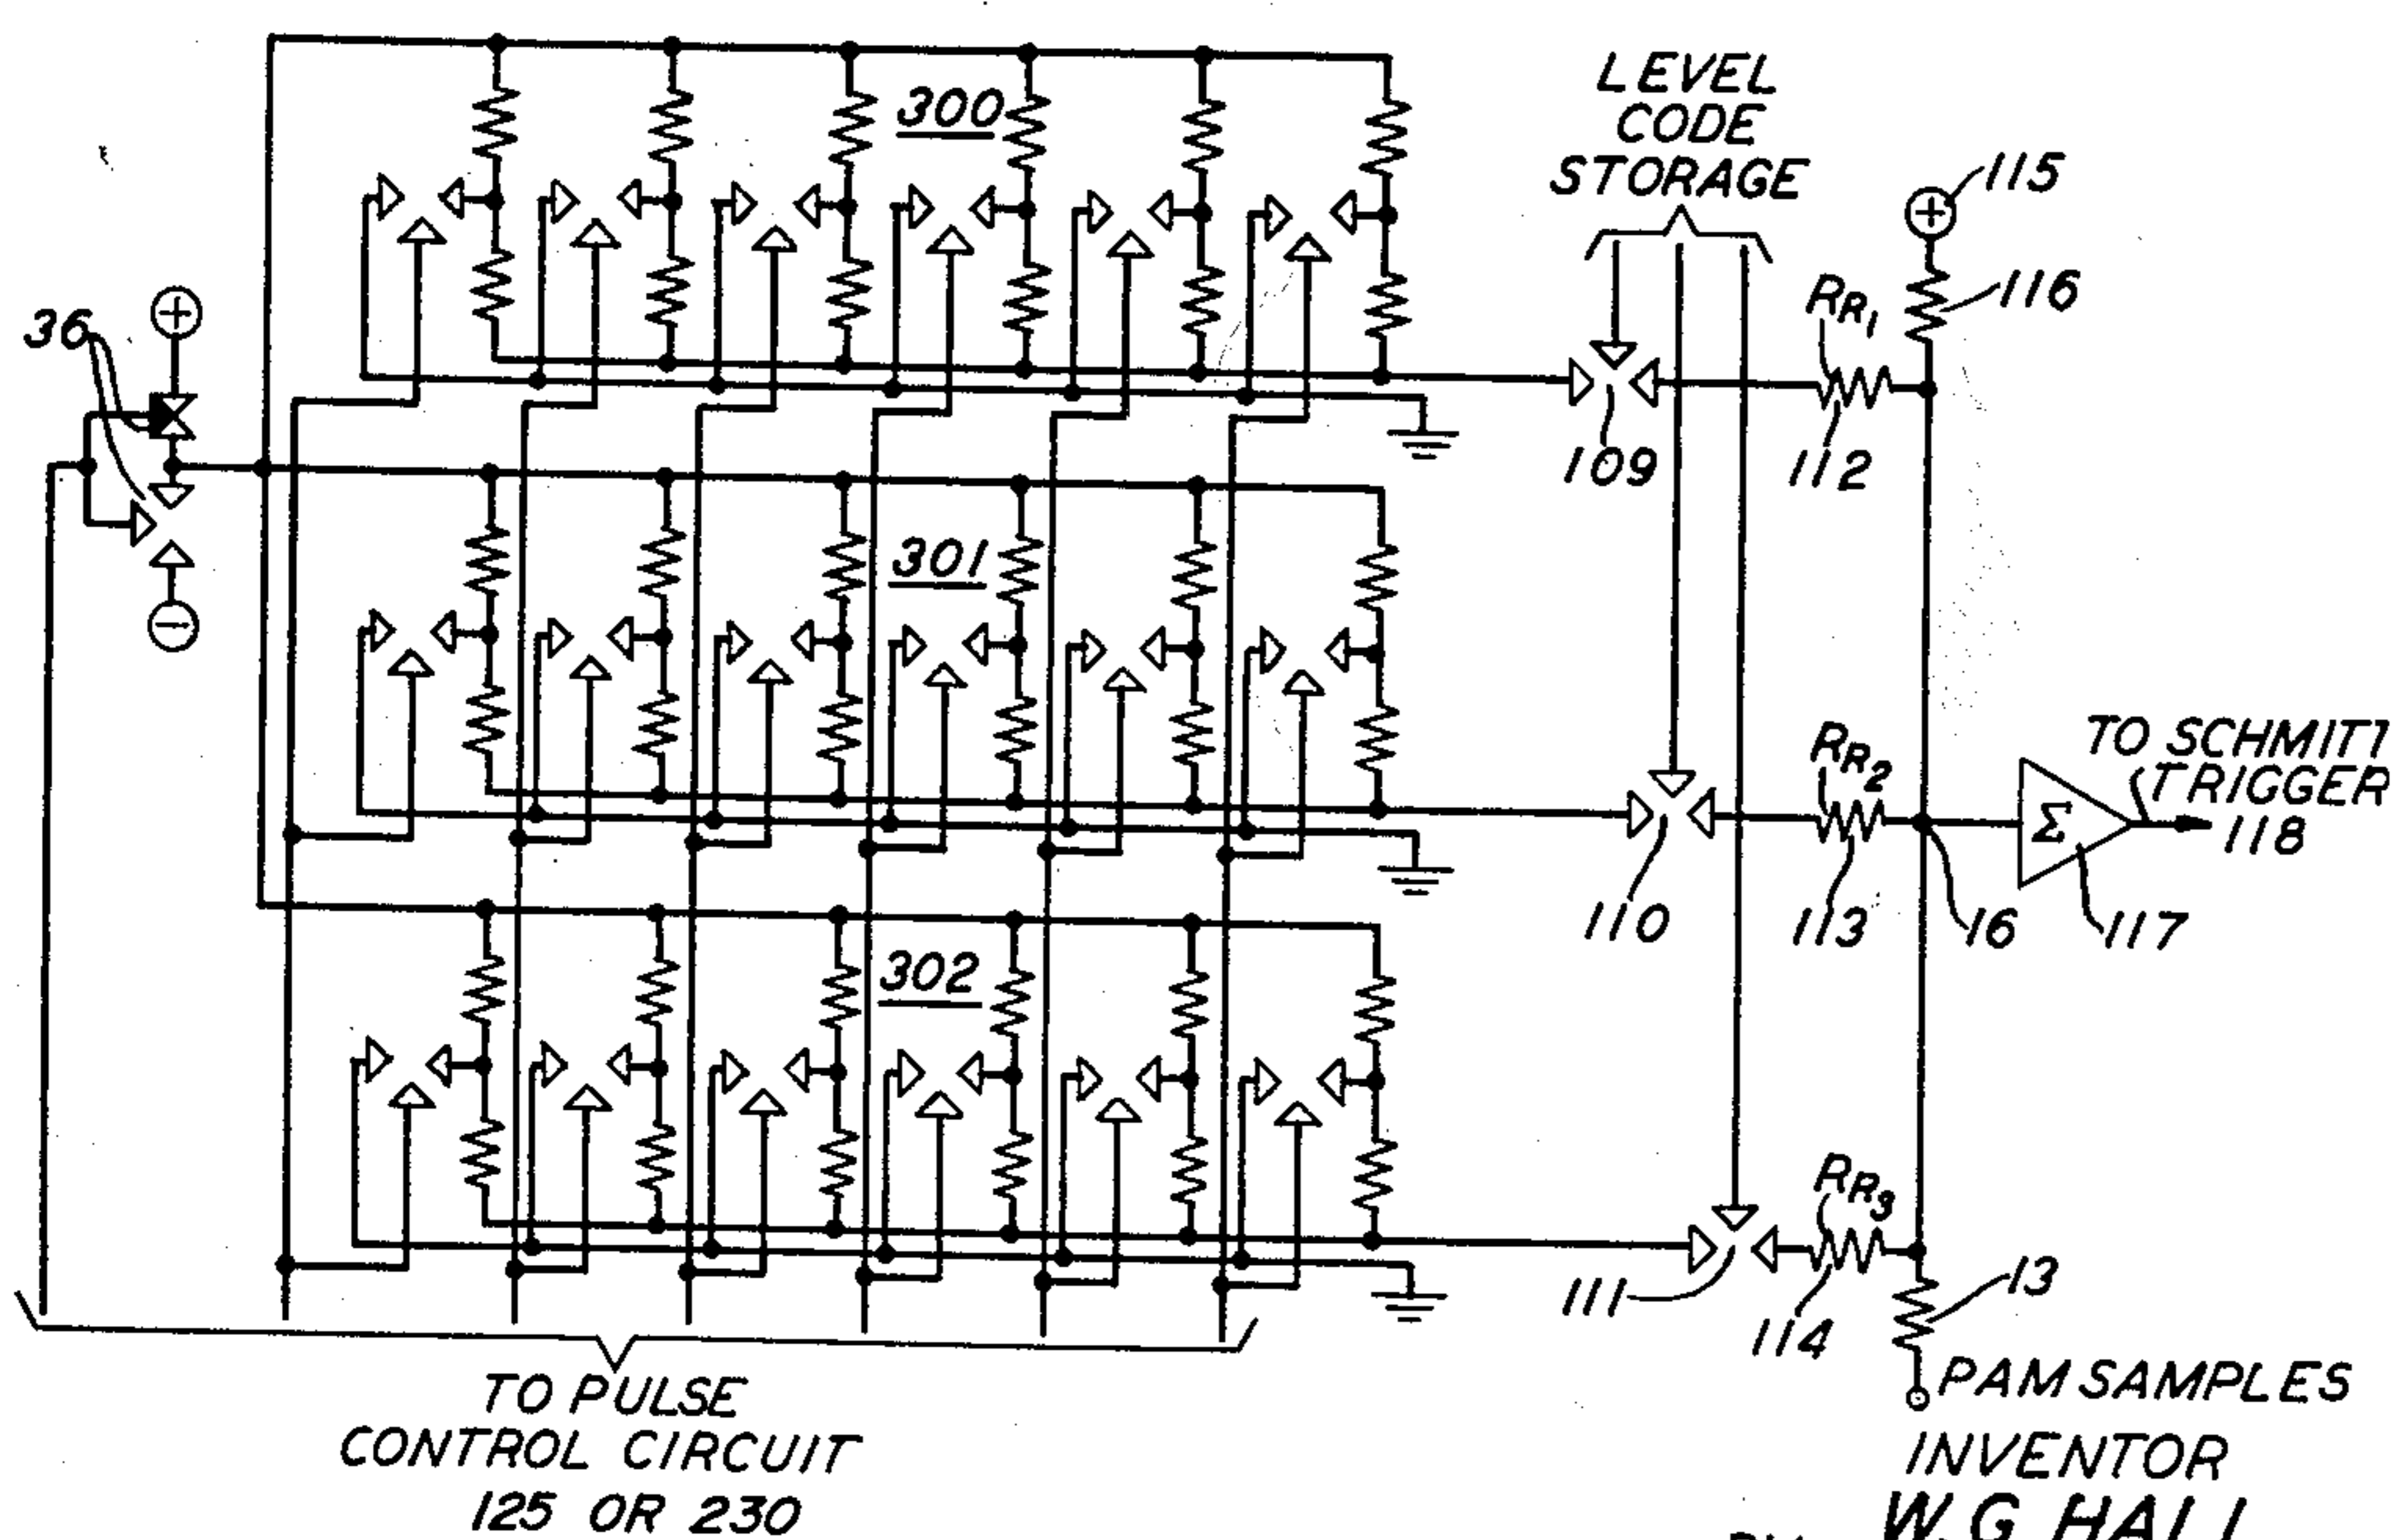 300
LEVEL
CODE
STORAGE
115
116
36
RR1
109
112
301
RR2
TO SCHMITT
TRIGGER
118
Σ
110
113
16
117
302
RR3
13
111
114
PAM SAMPLES
TO PULSE
CONTROL CIRCUIT
125 OR 230
INVENTOR
W. G. HALL